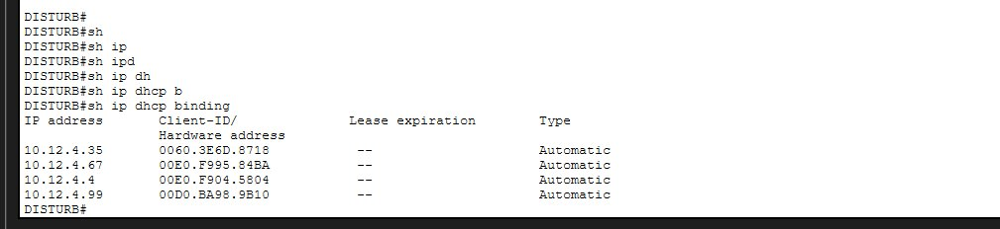 DISTURB#
DISTURB#sh
DISTURB#sh ip
DISTURB#sh ipd
DISTURB#sh ip dh
DISTURB#sh ip dhcp b
DISTURB#sh ip dhcp binding
IP address       Client-ID/              Lease expiration        Type
                 Hardware address
10.12.4.35       0060.3E6D.8718           --                     Automatic
10.12.4.67       00E0.F995.84BA           --                     Automatic
10.12.4.4        00E0.F904.5804           --                     Automatic
10.12.4.99       00D0.BA98.9B10           --                     Automatic
DISTURB#